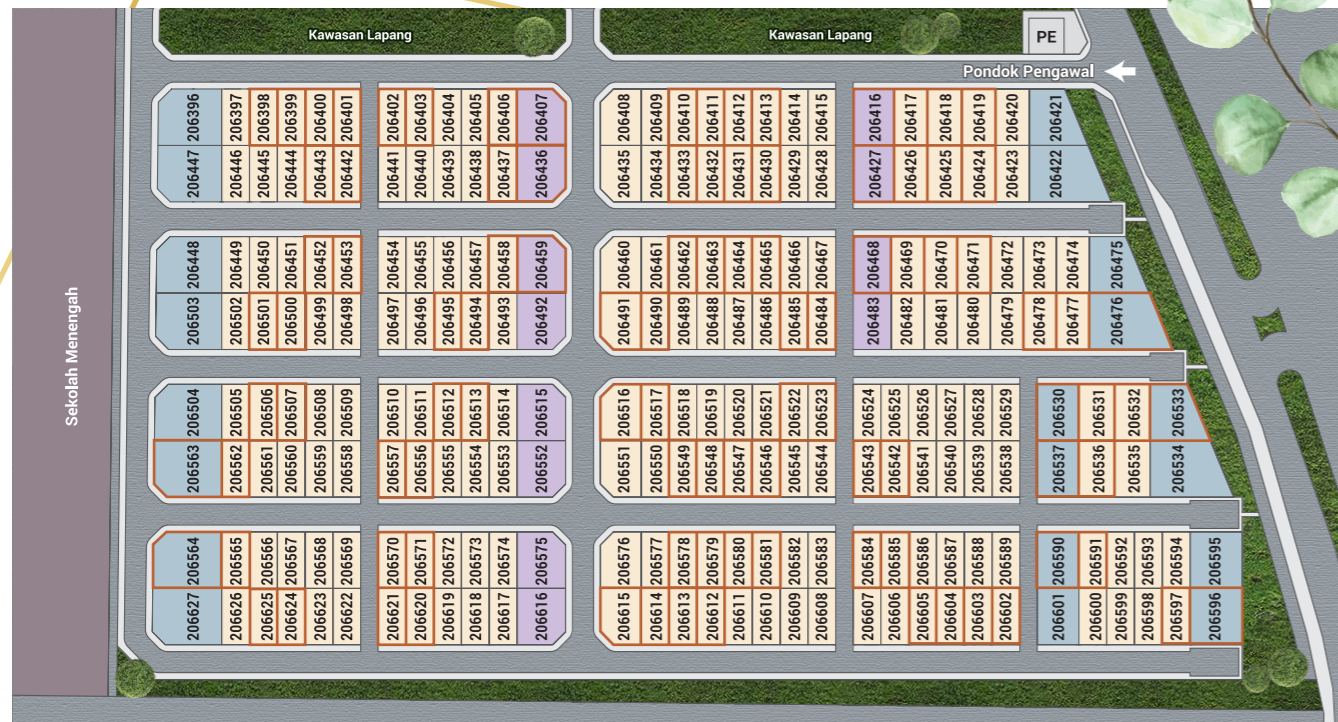 Kawasan Lapang
Kawasan Lapang
PE
Pondok Pengawal
Sekolah Menengah
206396 206397 206398 206399 206400 206401 206402 206403 206404 206405 206406 206407 206408 206409 206410 206411 206412 206413 206414 206415 206416 206417 206418 206419 206420 206421
206447 206446 206445 206444 206443 206442 206441 206440 206439 206438 206437 206436 206435 206434 206433 206432 206431 206430 206429 206428 206427 206426 206425 206424 206423 206422
206448 206449 206450 206451 206452 206453 206454 206455 206456 206457 206458 206459 206460 206461 206462 206463 206464 206465 206466 206467 206468 206469 206470 206471 206472 206473 206474 206475
206503 206502 206501 206500 206499 206498 206497 206496 206495 206494 206493 206492 206491 206490 206489 206488 206487 206486 206485 206484 206483 206482 206481 206480 206479 206478 206477 206476
206504 206505 206506 206507 206508 206509 206510 206511 206512 206513 206514 206515 206516 206517 206518 206519 206520 206521 206522 206523 206524 206525 206526 206527 206528 206529 206530 206531 206532 206533
206563 206562 206561 206560 206559 206558 206557 206556 206555 206554 206553 206552 206551 206550 206549 206548 206547 206546 206545 206544 206543 206542 206541 206540 206539 206538 206537 206536 206535 206534
206564 206565 206566 206567 206568 206569 206570 206571 206572 206573 206574 206575 206576 206577 206578 206579 206580 206581 206582 206583 206584 206585 206586 206587 206588 206589 206590 206591 206592 206593 206594 206595
206627 206626 206625 206624 206623 206622 206621 206620 206619 206618 206617 206616 206615 206614 206613 206612 206611 206610 206609 206608 206607 206606 206605 206604 206603 206602 206601 206600 206599 206598 206597 206596